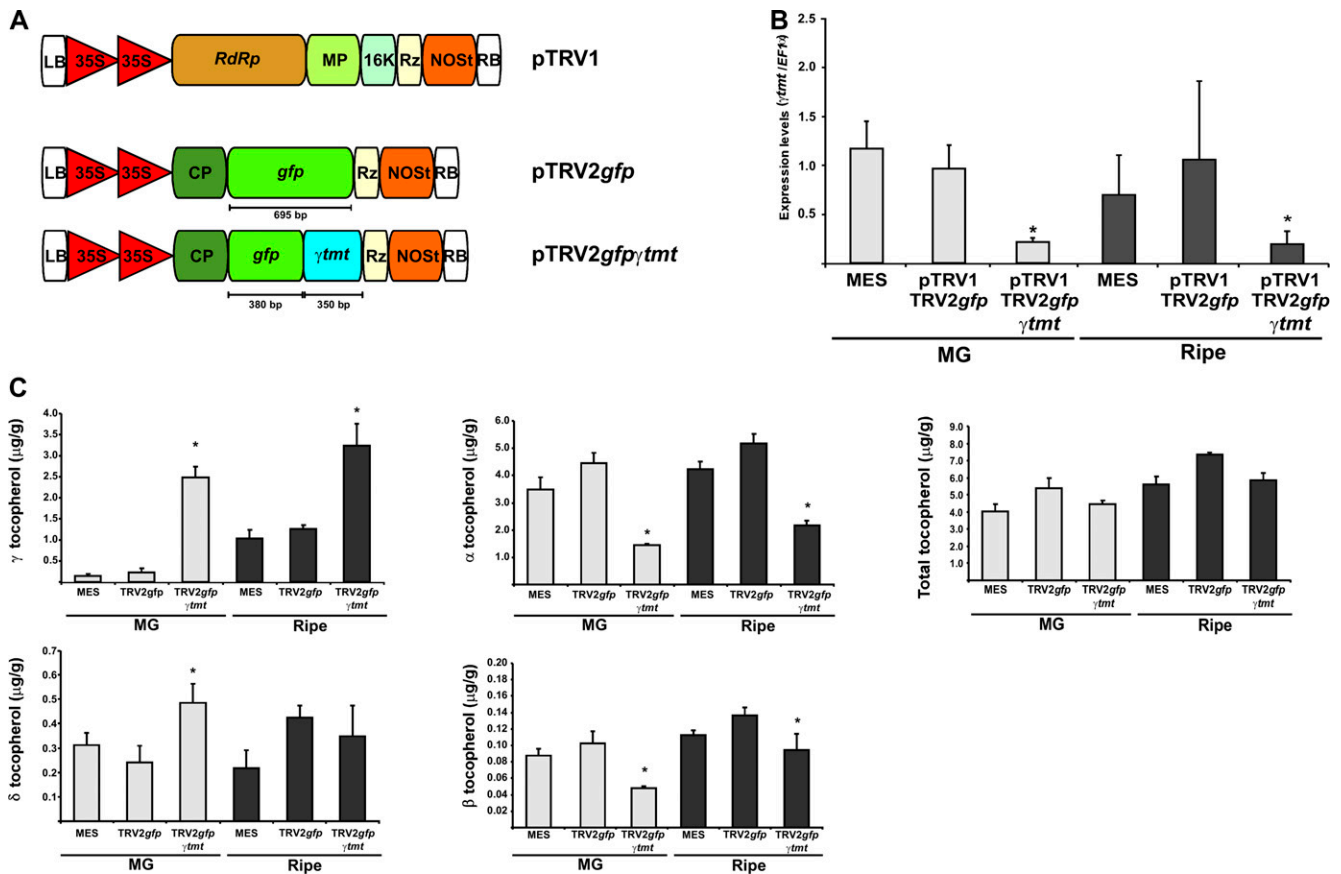 A
LB 35S 35S RdRp MP 16K Rz NOSt RB pTRV1
LB 35S 35S CP gfp Rz NOSt RB pTRV2gfp
695 bp
LB 35S 35S CP gfp γtmt Rz NOSt RB pTRV2gfpγtmt
380 bp 350 bp
B
Expression levels (γtmt/EF1α)
2.5
2.0
1.5
1.0
0.5
0
*
*
MES pTRV1 pTRV1 MES pTRV1 pTRV1
TRV2gfp TRV2gfp TRV2gfp TRV2gfp
γtmt γtmt
MG Ripe
C
γ tocopherol (µg/g)
4.0
3.5
3.0
2.5
2.0
1.5
1.0
0.5
*
*
MES TRV2gfp TRV2gfp MES TRV2gfp TRV2gfp
γtmt γtmt
MG Ripe
α tocopherol (µg/g)
6.0
5.0
4.0
3.0
2.0
1.0
*
*
MES TRV2gfp TRV2gfp MES TRV2gfp TRV2gfp
γtmt γtmt
MG Ripe
Total tocopherol (µg/g)
9.0
8.0
7.0
6.0
5.0
4.0
3.0
2.0
1.0
MES TRV2gfp TRV2gfp MES TRV2gfp TRV2gfp
γtmt γtmt
MG Ripe
δ tocopherol (µg/g)
0.6
0.5
0.4
0.3
0.2
0.1
*
MES TRV2gfp TRV2gfp MES TRV2gfp TRV2gfp
γtmt γtmt
MG Ripe
β tocopherol (µg/g)
0.20
0.18
0.16
0.14
0.12
0.10
0.08
0.06
0.04
0.02
0.00
*
*
MES TRV2gfp TRV2gfp MES TRV2gfp TRV2gfp
γtmt γtmt
MG Ripe